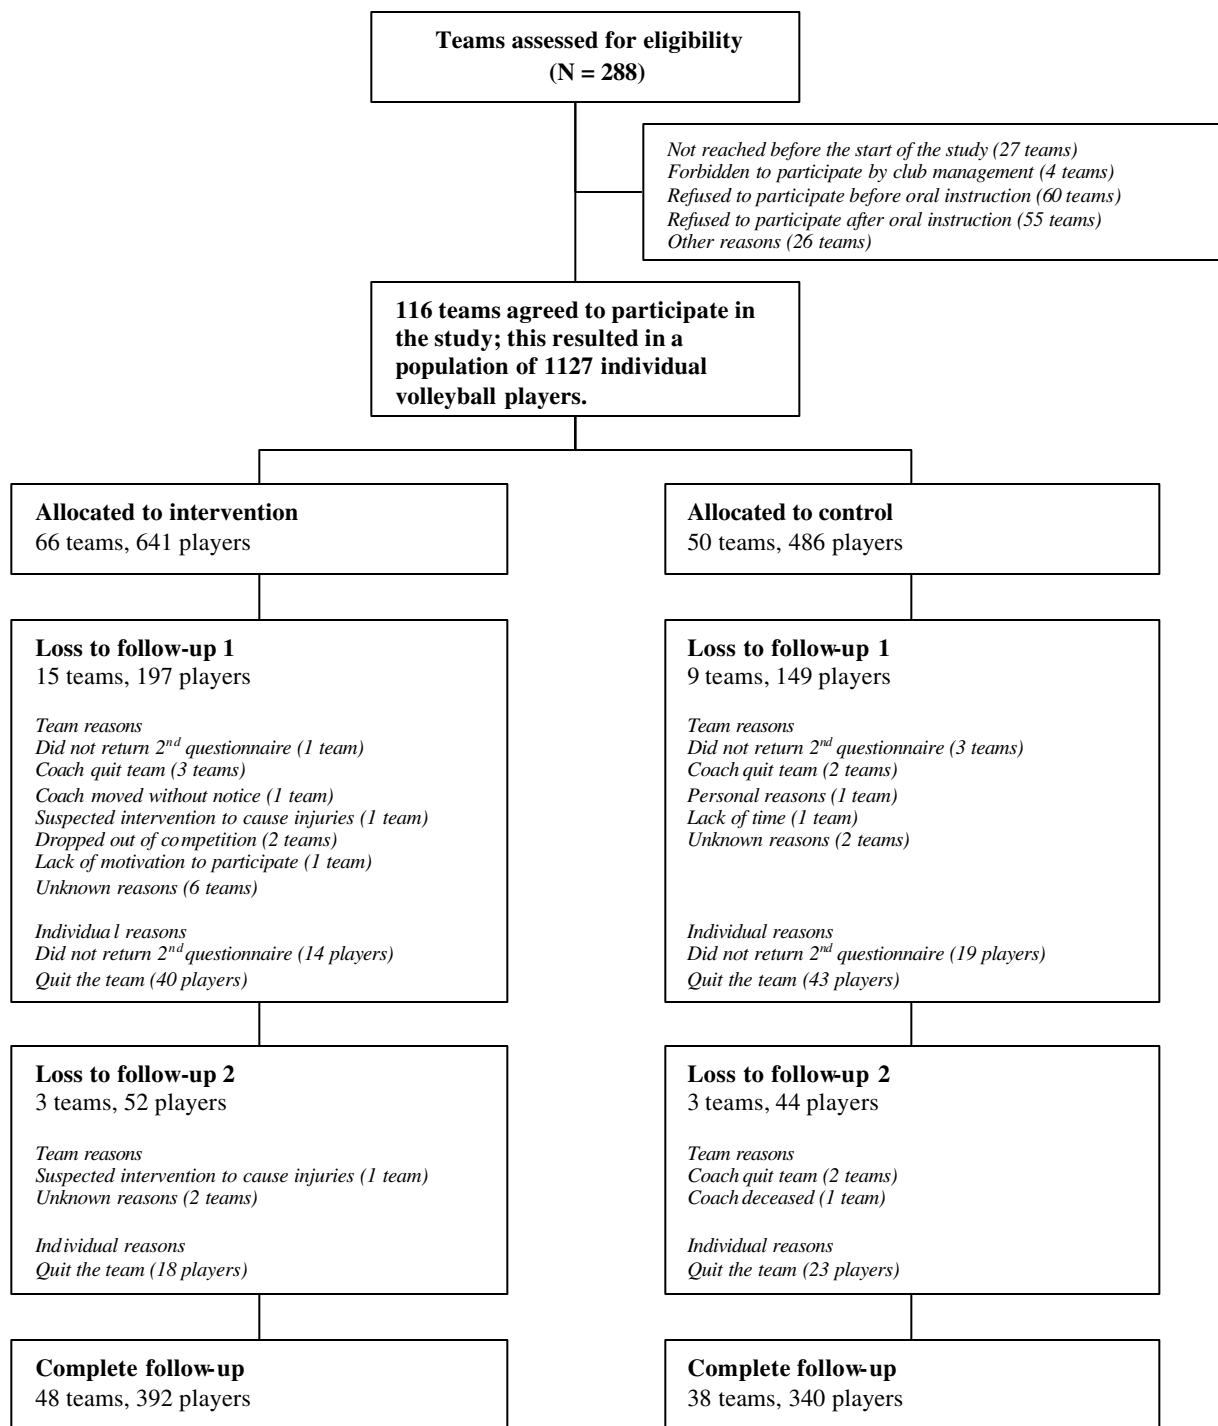 Teams assessed for eligibility
(N = 288)
Not reached before the start of the study (27 teams)
Forbidden to participate by club management (4 teams)
Refused to participate before oral instruction (60 teams)
Refused to participate after oral instruction (55 teams)
Other reasons (26 teams)
116 teams agreed to participate in
the study; this resulted in a
population of 1127 individual
volleyball players.
Allocated to intervention
66 teams, 641 players
Allocated to control
50 teams, 486 players
Loss to follow-up 1
15 teams, 197 players
Team reasons
Did not return 2nd questionnaire (1 team)
Coach quit team (3 teams)
Coach moved without notice (1 team)
Suspected intervention to cause injuries (1 team)
Dropped out of competition (2 teams)
Lack of motivation to participate (1 team)
Unknown reasons (6 teams)
Individual reasons
Did not return 2nd questionnaire (14 players)
Quit the team (40 players)
Loss to follow-up 1
9 teams, 149 players
Team reasons
Did not return 2nd questionnaire (3 teams)
Coach quit team (2 teams)
Personal reasons (1 team)
Lack of time (1 team)
Unknown reasons (2 teams)
Individual reasons
Did not return 2nd questionnaire (19 players)
Quit the team (43 players)
Loss to follow-up 2
3 teams, 52 players
Team reasons
Suspected intervention to cause injuries (1 team)
Unknown reasons (2 teams)
Individual reasons
Quit the team (18 players)
Loss to follow-up 2
3 teams, 44 players
Team reasons
Coach quit team (2 teams)
Coach deceased (1 team)
Individual reasons
Quit the team (23 players)
Complete follow-up
48 teams, 392 players
Complete follow-up
38 teams, 340 players